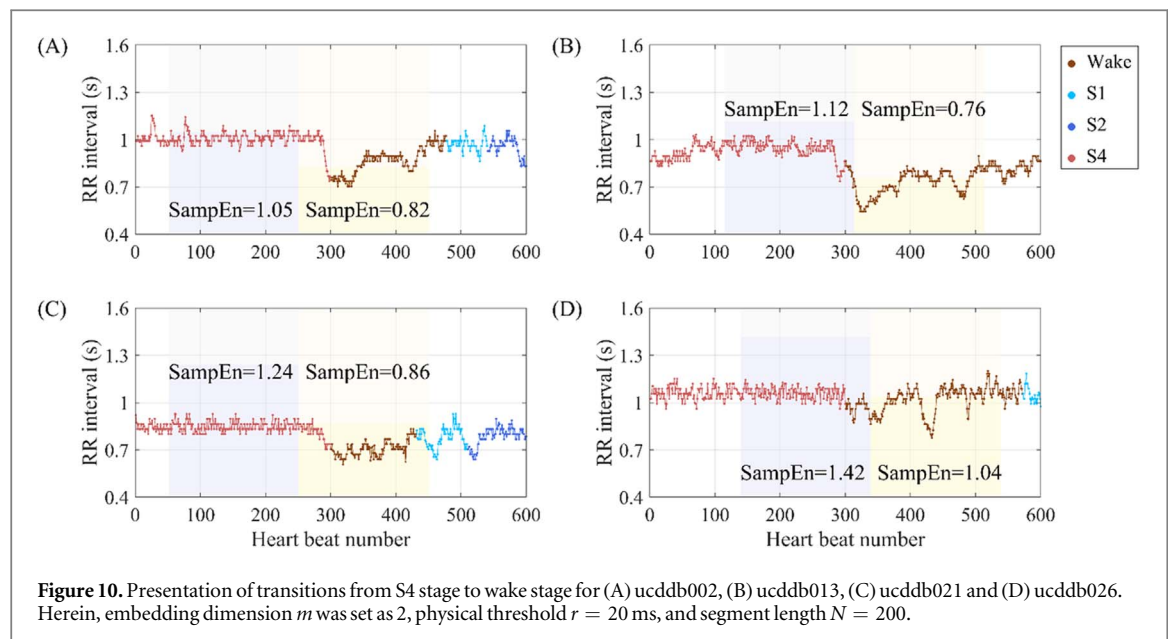 (A)
1.6
1.3
1
0.7
0.4
RR interval (s)
SampEn=1.05 SampEn=0.82
0 100 200 300 400 500 600
(B)
1.6
1.3
1
0.7
0.4
RR interval (s)
SampEn=1.12 SampEn=0.76
0 100 200 300 400 500 600
Wake
S1
S2
S4
(C)
1.6
1.3
1
0.7
0.4
RR interval (s)
SampEn=1.24 SampEn=0.86
0 100 200 300 400 500 600
Heart beat number
(D)
1.6
1.3
1
0.7
0.4
RR interval (s)
SampEn=1.42 SampEn=1.04
0 100 200 300 400 500 600
Heart beat number
Figure 10. Presentation of transitions from S4 stage to wake stage for (A) ucddb002, (B) ucddb013, (C) ucddb021 and (D) ucddb026.
Herein, embedding dimension m was set as 2, physical threshold r = 20 ms, and segment length N = 200.